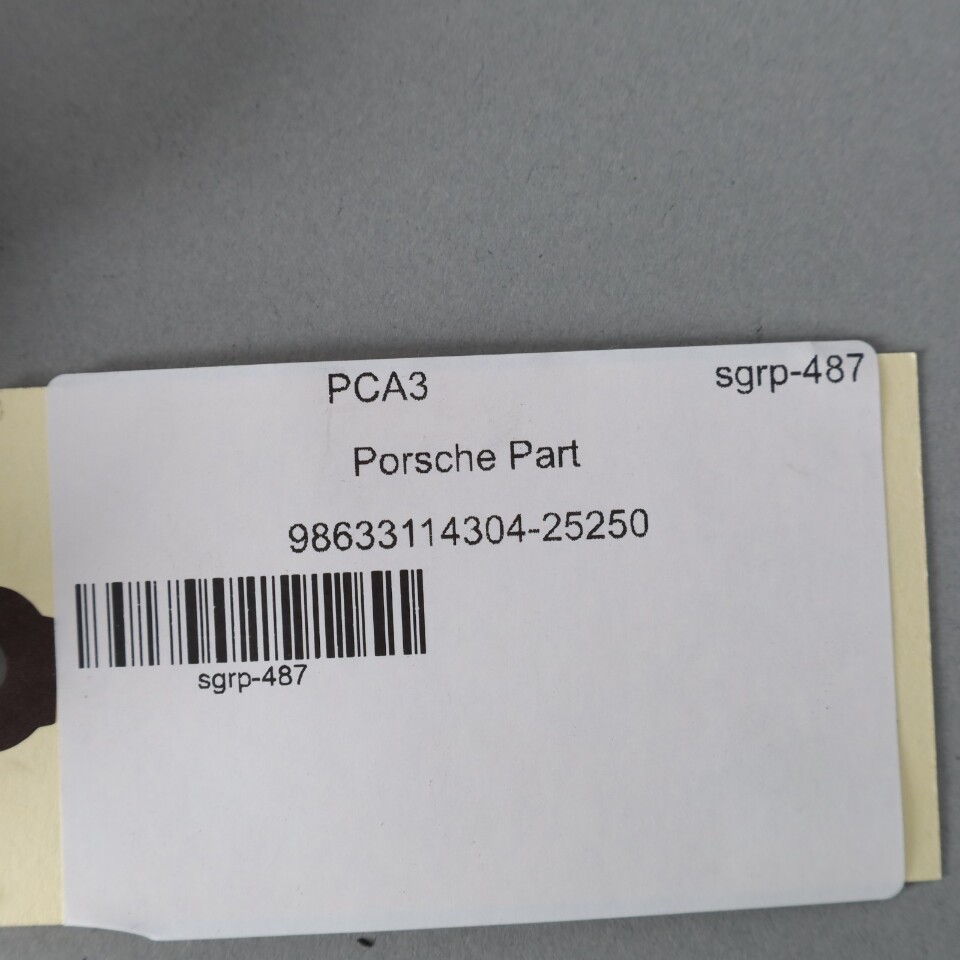 PCA3 sgrp-487
Porsche Part
98633114304-25250
sgrp-487